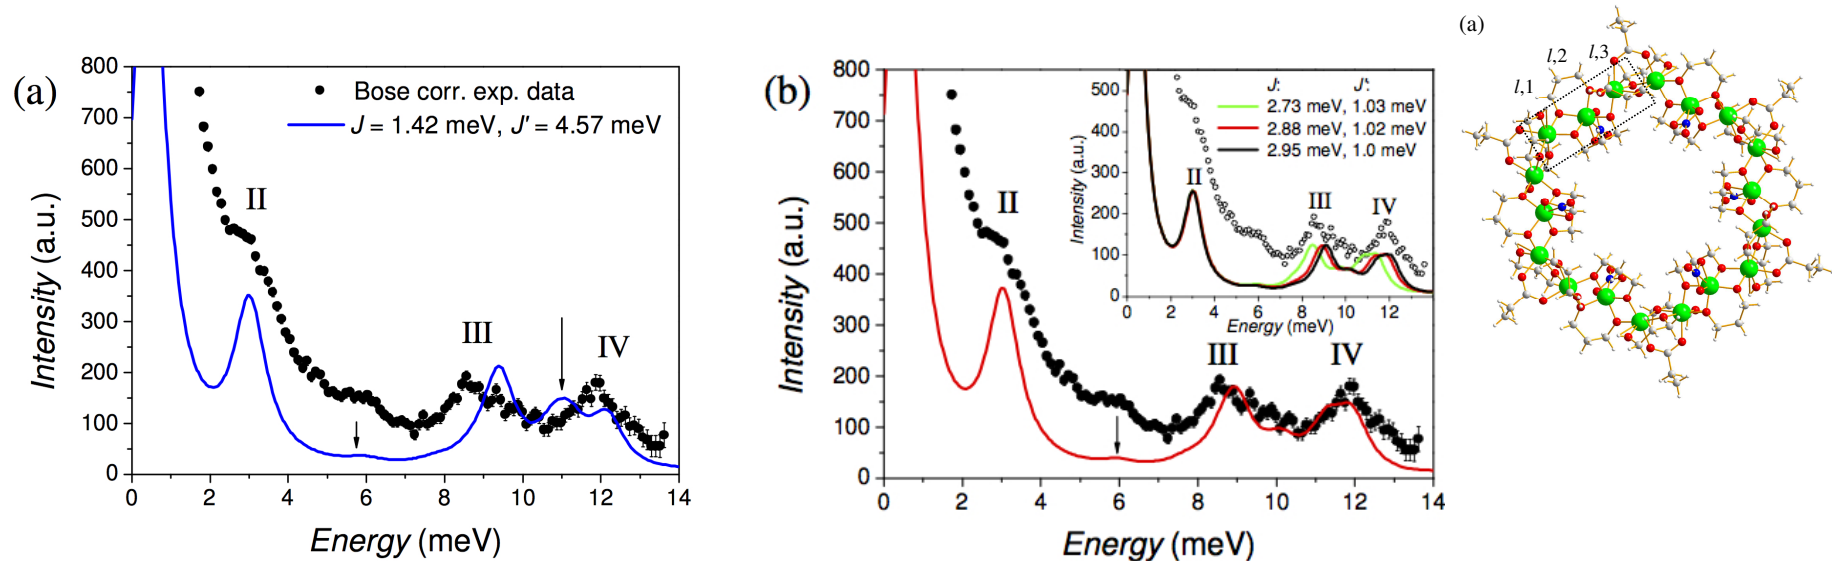 (a)
800
700
600
500
400
300
200
100
0
Intensity (a.u.)
Bose corr. exp. data
J = 1.42 meV, J′ = 4.57 meV
II
III
IV
0 2 4 6 8 10 12 14
Energy (meV)
(b)
800
700
600
500
400
300
200
100
0
Intensity (a.u.)
II
III
IV
0 2 4 6 8 10 12 14
Energy (meV)
500
400
300
200
100
0
Intensity (a.u.)
J: J′:
2.73 meV, 1.03 meV
2.88 meV, 1.02 meV
2.95 meV, 1.0 meV
II
III
IV
0 2 4 6 8 10 12
Energy (meV)
(a)
l,1
l,2
l,3